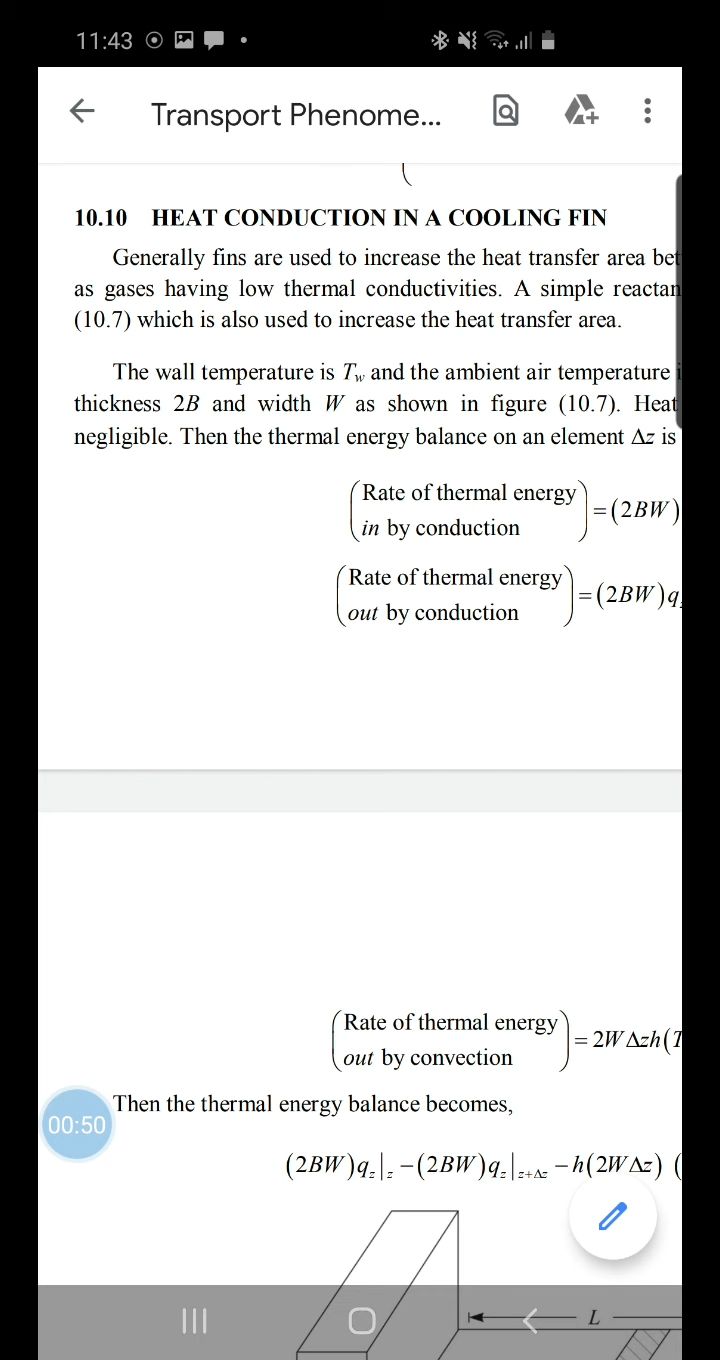 11:43
Transport Phenome...
10.10 HEAT CONDUCTION IN A COOLING FIN
Generally fins are used to increase the heat transfer area bet
as gases having low thermal conductivities. A simple reactan
(10.7) which is also used to increase the heat transfer area.
The wall temperature is T_w and the ambient air temperature i
thickness 2B and width W as shown in figure (10.7). Heat
negligible. Then the thermal energy balance on an element Δz is
(Rate of thermal energy
in by conduction) = (2BW)
(Rate of thermal energy
out by conduction) = (2BW)q
(Rate of thermal energy
out by convection) = 2WΔzh(T
Then the thermal energy balance becomes,
00:50
(2BW)q_z|_z − (2BW)q_z|_{z+Δz} − h(2WΔz) (
L